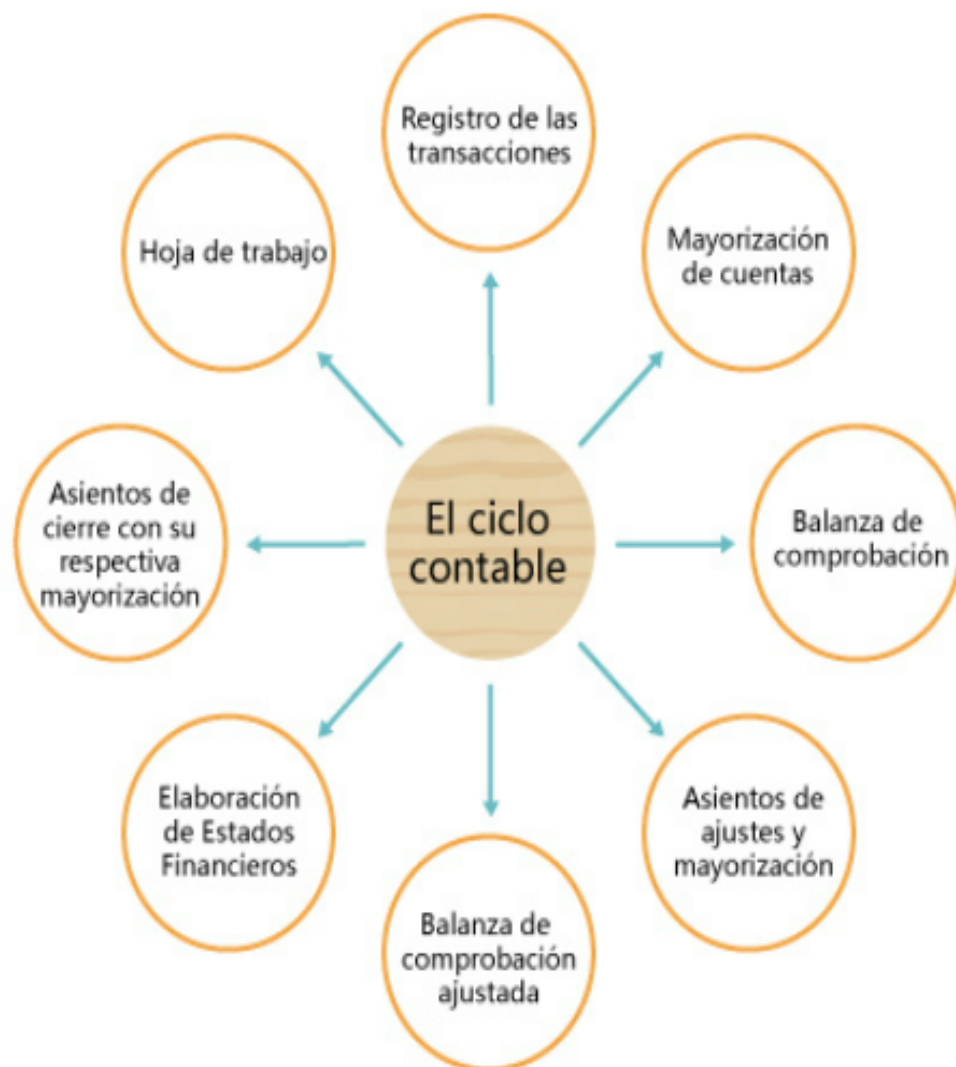 Registro de las
transacciones
Mayorización
de cuentas
Balanza de
comprobación
Asientos de
ajustes y
mayorización
Balanza de
comprobación
ajustada
Elaboración
de Estados
Financieros
Asientos de
cierre con su
respectiva
mayorización
Hoja de trabajo
El ciclo
contable